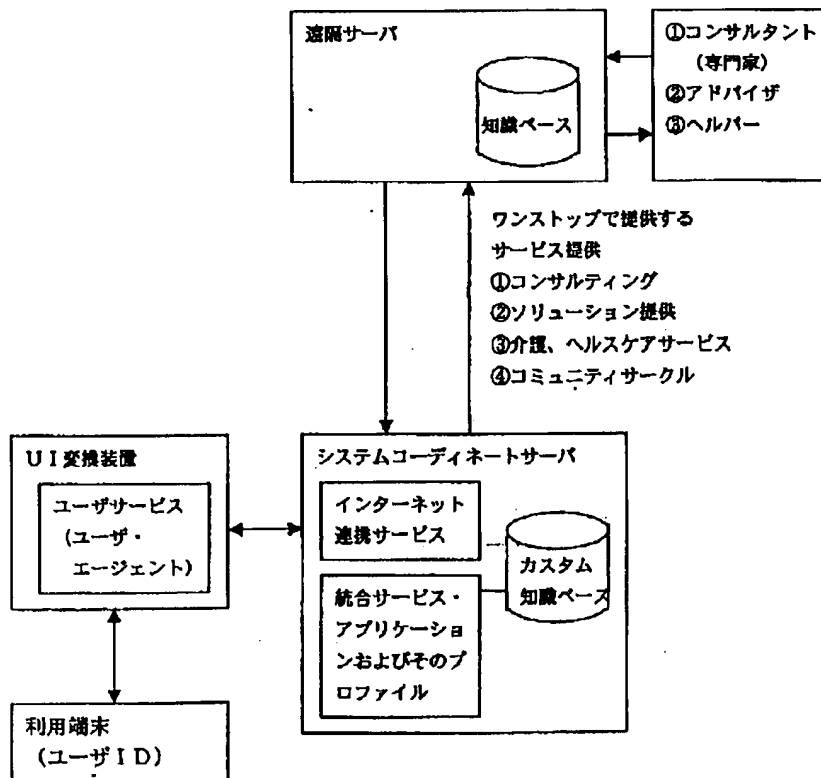 遠隔サーバ
知識ベース
①コンサルタント
(専門家)
②アドバイザ
③ヘルパー
ワンストップで提供する
サービス提供
①コンサルティング
②ソリューション提供
③介護、ヘルスケアサービス
④コミュニティサークル
UI変換装置
ユーザサービス
(ユーザ・
エージェント)
システムコーディネートサーバ
インターネット
連携サービス
カスタム
知識ベース
統合サービス・
アプリケーショ
ンおよびそのプ
ロファイル
利用端末
(ユーザID)